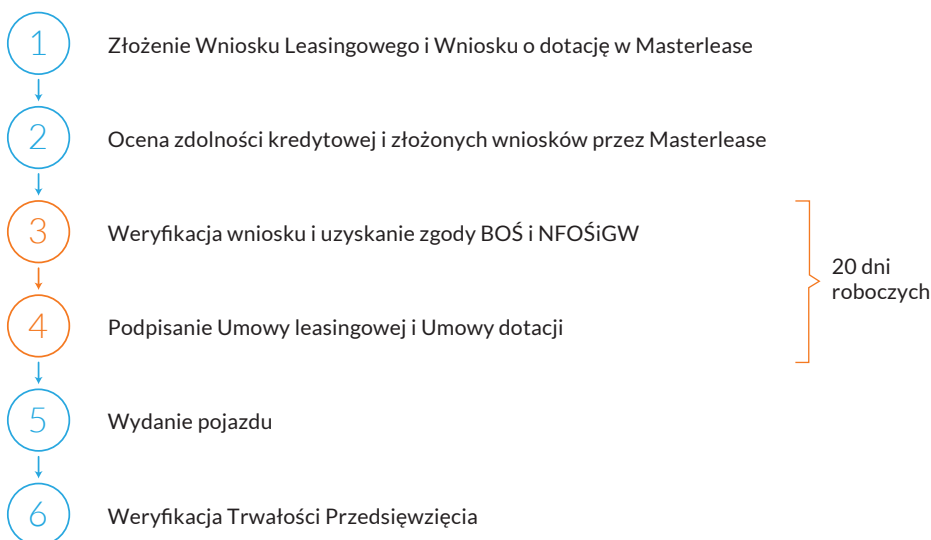 1
Złożenie Wniosku Leasingowego i Wniosku o dotację w Masterlease
2
Ocena zdolności kredytowej i złożonych wniosków przez Masterlease
3
Weryfikacja wniosku i uzyskanie zgody BOŚ i NFOŚiGW
20 dni
roboczych
4
Podpisanie Umowy leasingowej i Umowy dotacji
5
Wydanie pojazdu
6
Weryfikacja Trwałości Przedsięwzięcia